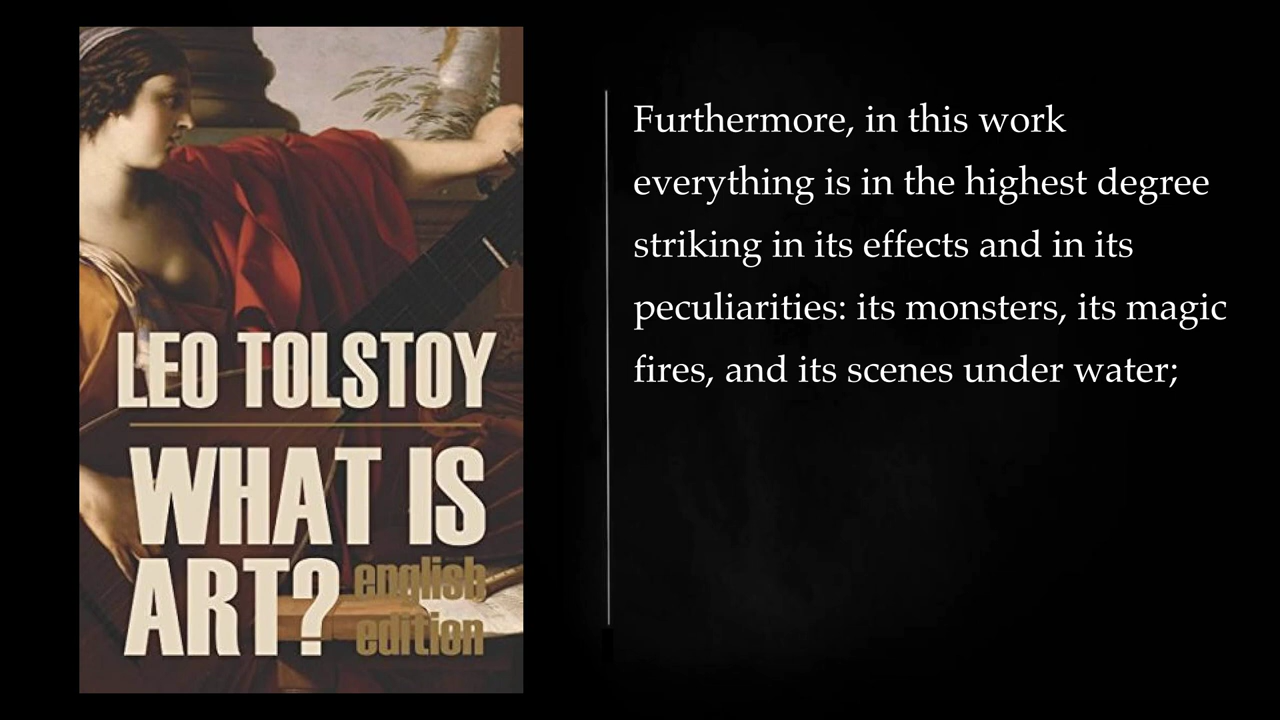 LEO TOLSTOY
WHAT IS
ART?
english
edition
Furthermore, in this work
everything is in the highest degree
striking in its effects and in its
peculiarities: its monsters, its magic
fires, and its scenes under water;